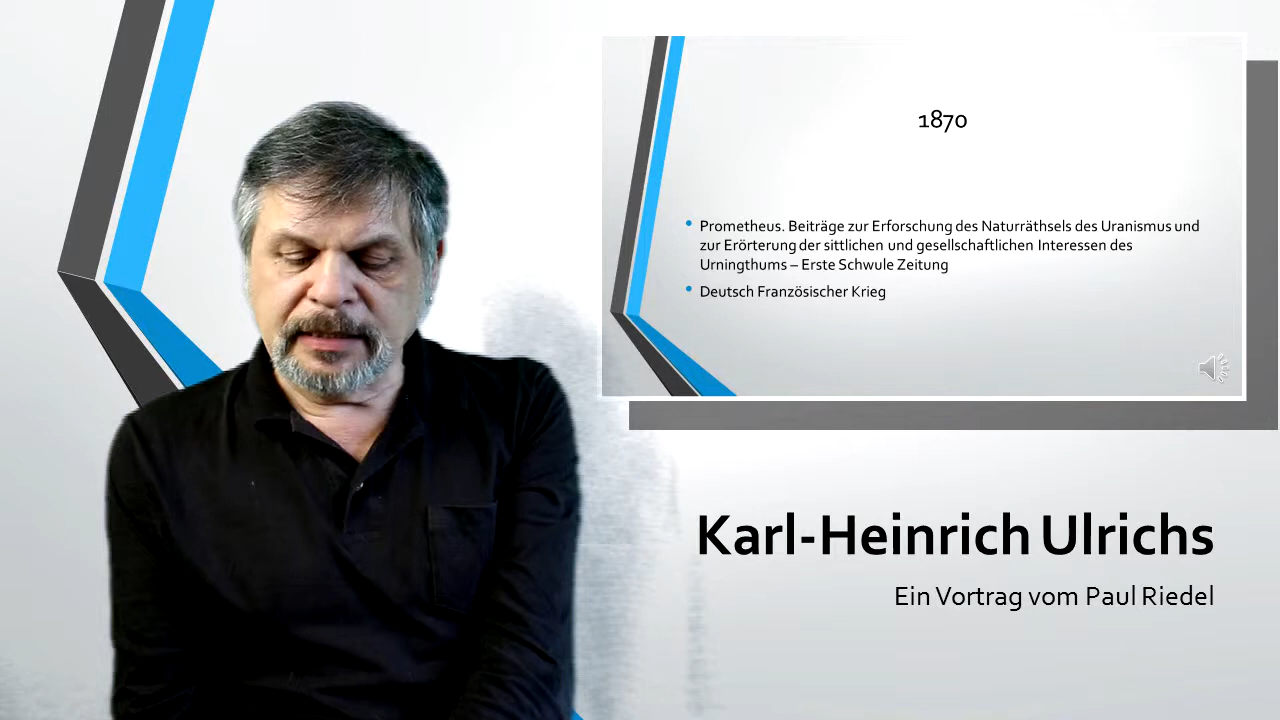 1870
Prometheus. Beiträge zur Erforschung des Naturräthsels des Uranismus und
zur Erörterung der sittlichen und gesellschaftlichen Interessen des
Urningthums – Erste Schwule Zeitung
Deutsch Französischer Krieg
Karl-Heinrich Ulrichs
Ein Vortrag vom Paul Riedel